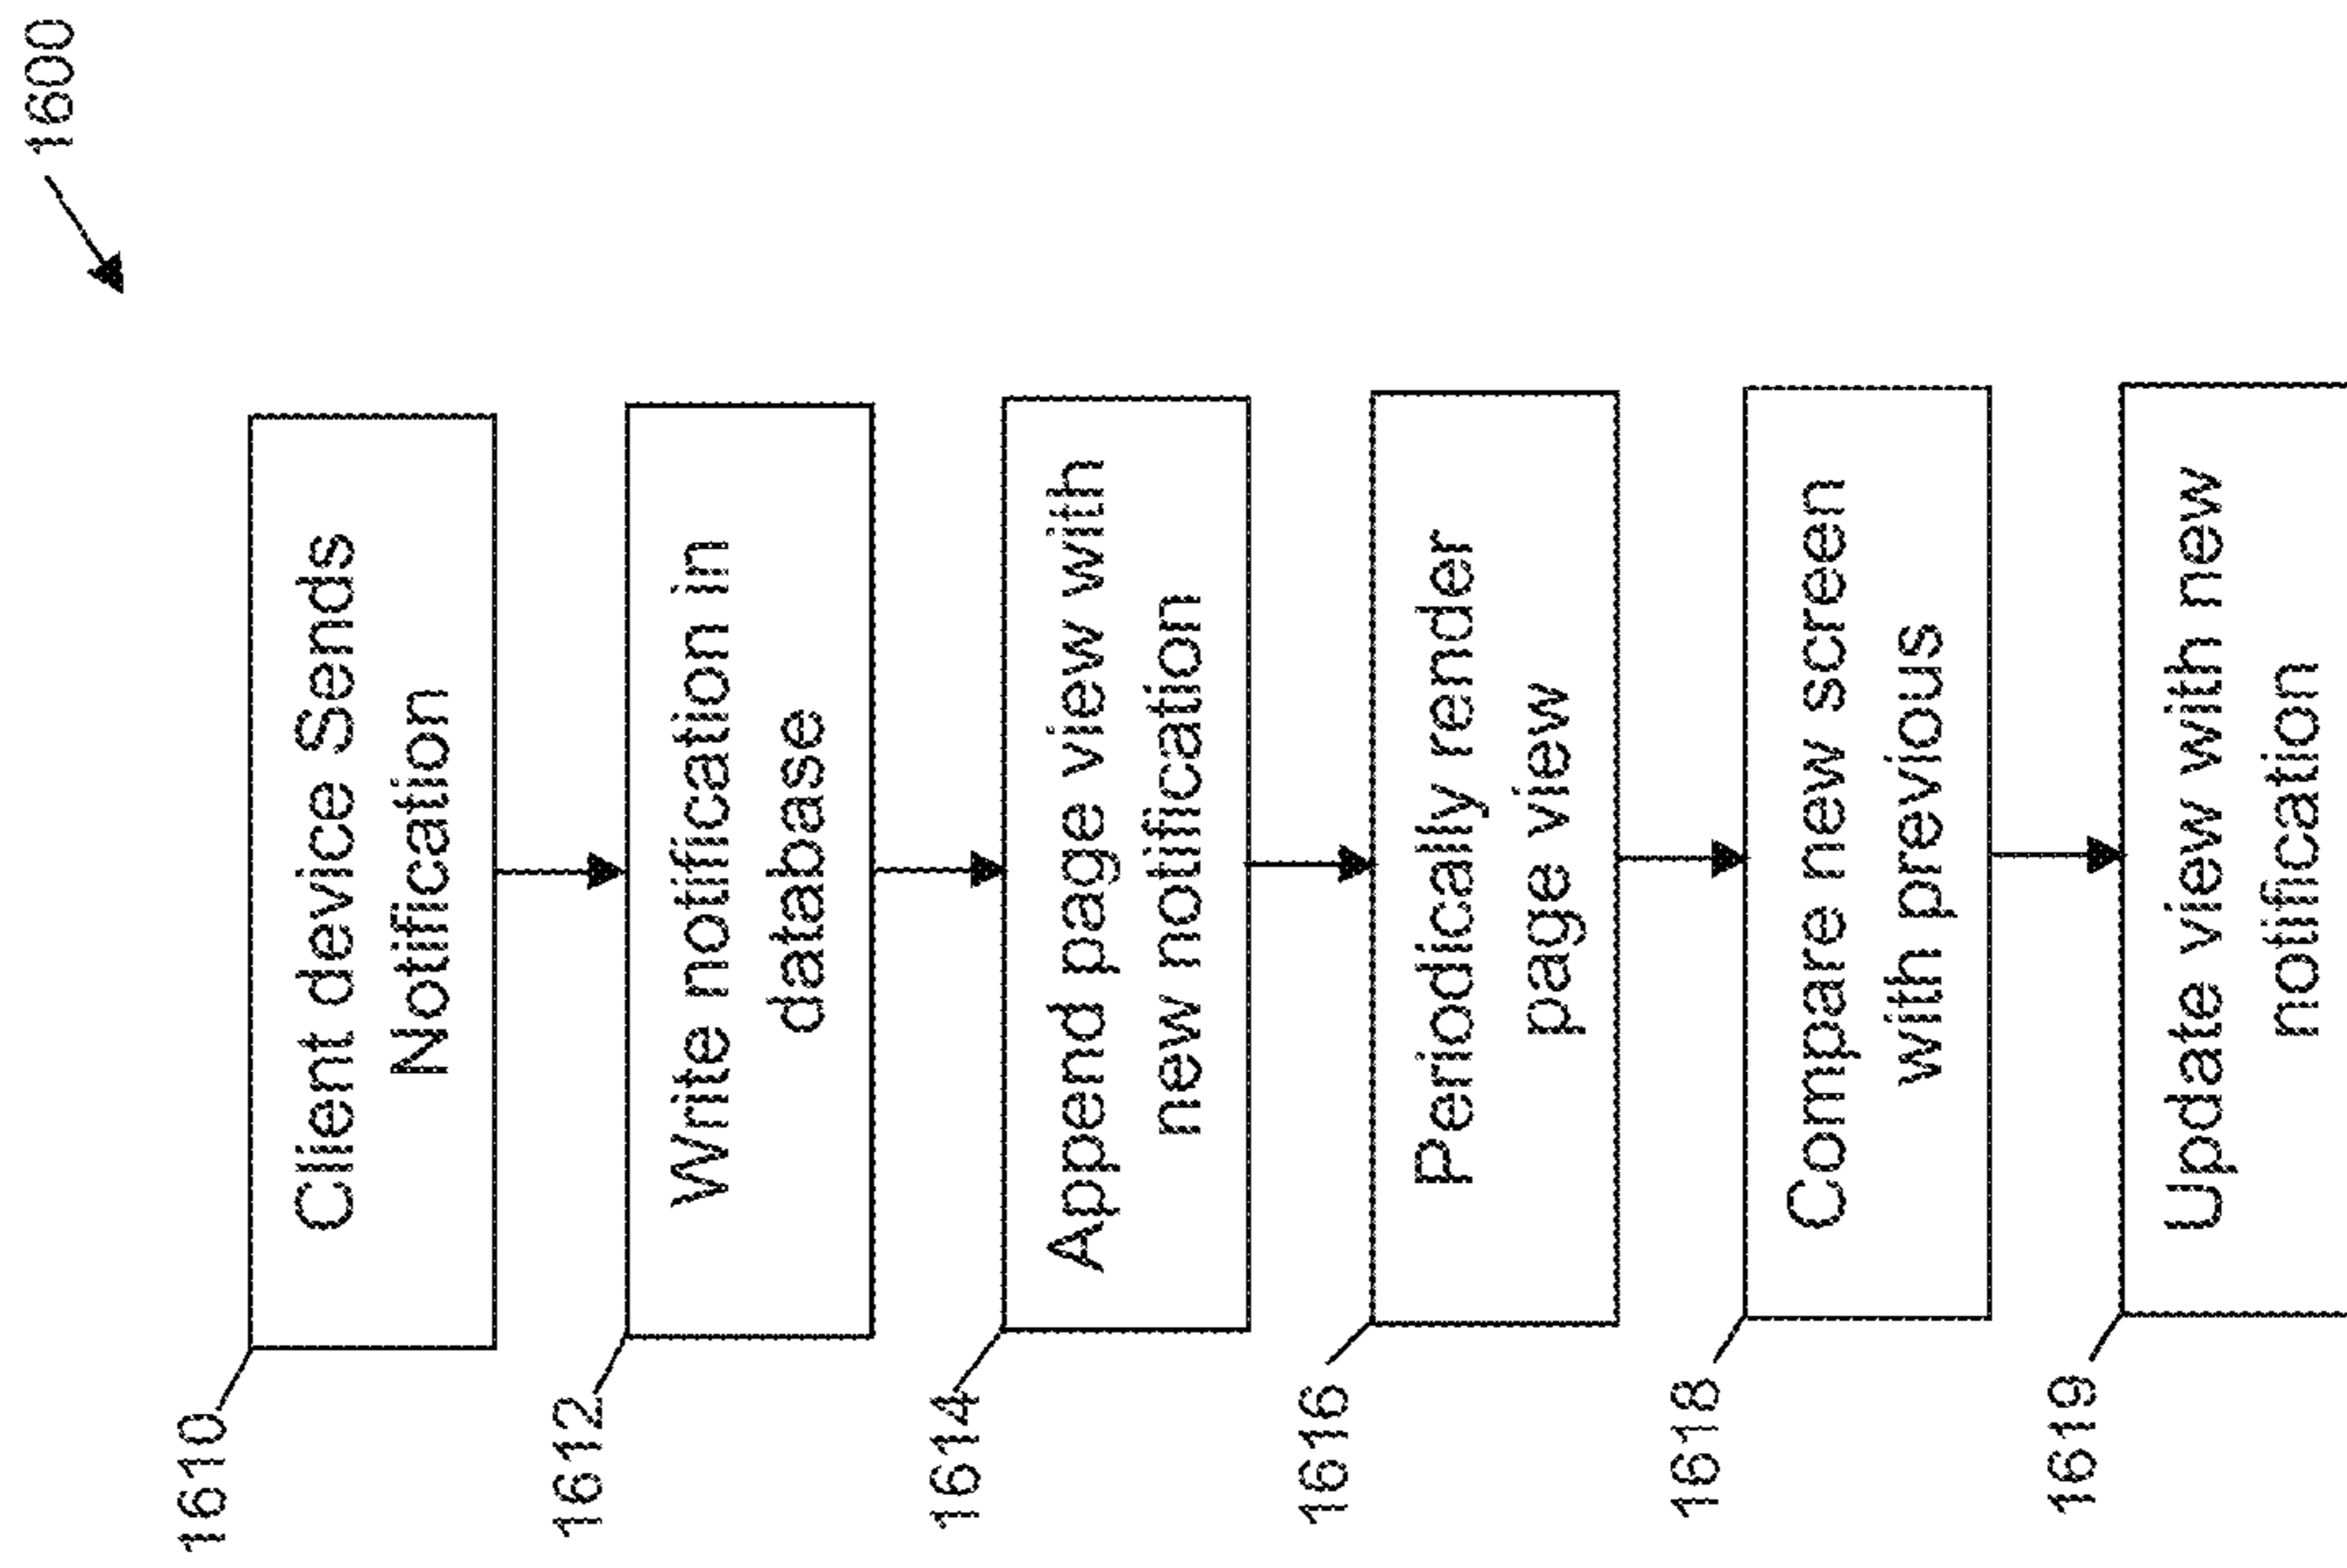 1600
1610
Client device Sends
Notification
1612
Write notification in
database
1614
Append page view with
new notification
1616
Periodically render
page view
1618
Compare new screen
with previous
1619
Update view with new
notification